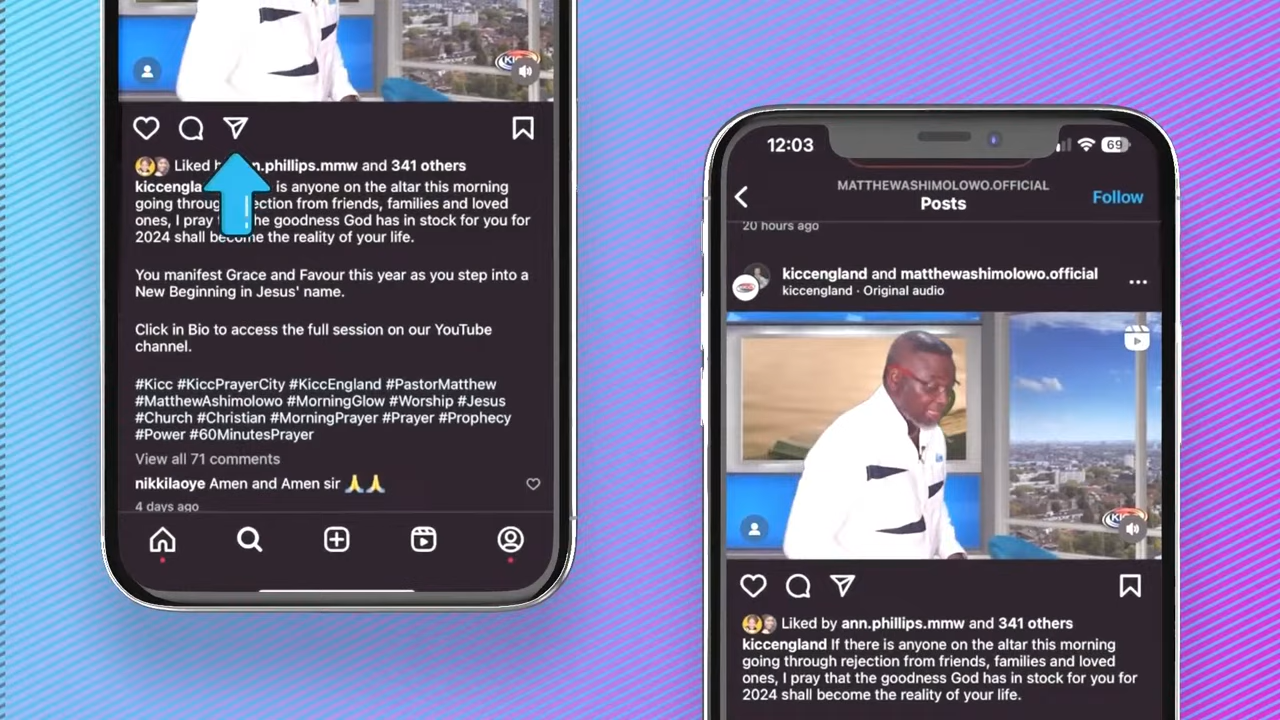 Liked by ann.phillips.mmw and 341 others
kiccengla is anyone on the altar this morning
going through rejection from friends, families and loved
ones, I pray the goodness God has in stock for you for
2024 shall become the reality of your life.
You manifest Grace and Favour this year as you step into a
New Beginning in Jesus' name.
Click in Bio to access the full session on our YouTube
channel.
#Kicc #KiccPrayerCity #KiccEngland #PastorMatthew
#MatthewAshimolowo #MorningGlow #Worship #Jesus
#Church #Christian #MorningPrayer #Prayer #Prophecy
#Power #60MinutesPrayer
View all 71 comments
nikkilaoye Amen and Amen sir 🙏🙏
4 days ago
12:03
69
MATTHEWASHIMOLOWO.OFFICIAL
Posts
Follow
20 hours ago
kiccengland and matthewashimolowo.official
kiccengland · Original audio
Liked by ann.phillips.mmw and 341 others
kiccengland If there is anyone on the altar this morning
going through rejection from friends, families and loved
ones, I pray that the goodness God has in stock for you for
2024 shall become the reality of your life.